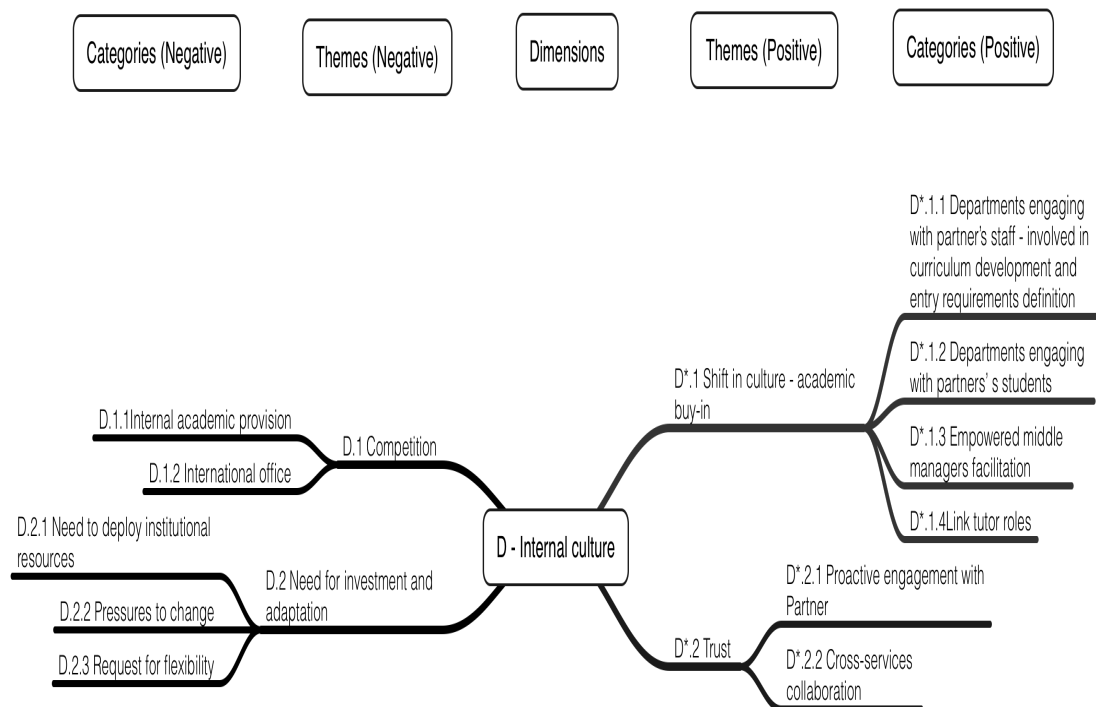 Categories (Negative)
Themes (Negative)
Dimensions
Themes (Positive)
Categories (Positive)
D.1.1Internal academic provision
D.1.2 International office
D.1 Competition
D.2.1 Need to deploy institutional
resources
D.2.2 Pressures to change
D.2.3 Request for flexibility
D.2 Need for investment and
adaptation
D - Internal culture
D*.1 Shift in culture - academic
buy-in
D*.1.1 Departments engaging
with partner's staff - involved in
curriculum development and
entry requirements definition
D*.1.2 Departments engaging
with partners' s students
D*.1.3 Empowered middle
managers facilitation
D*.1.4Link tutor roles
D*.2 Trust
D*.2.1 Proactive engagement with
Partner
D*.2.2 Cross-services
collaboration